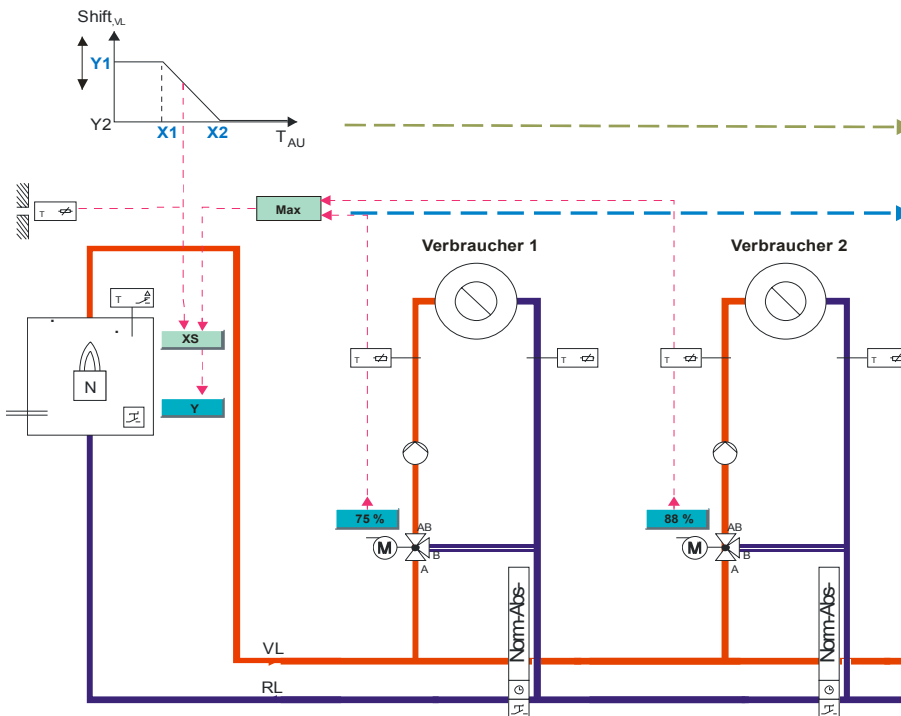 Shift,VL
Y1
Y2
X1
X2
T AU
T
Max
Verbraucher 1
Verbraucher 2
T
XS
N
Y
T
T
T
T
75 %
88 %
AB
M
B
A
AB
M
B
A
Norm-Abs-
Norm-Abs-
VL
RL